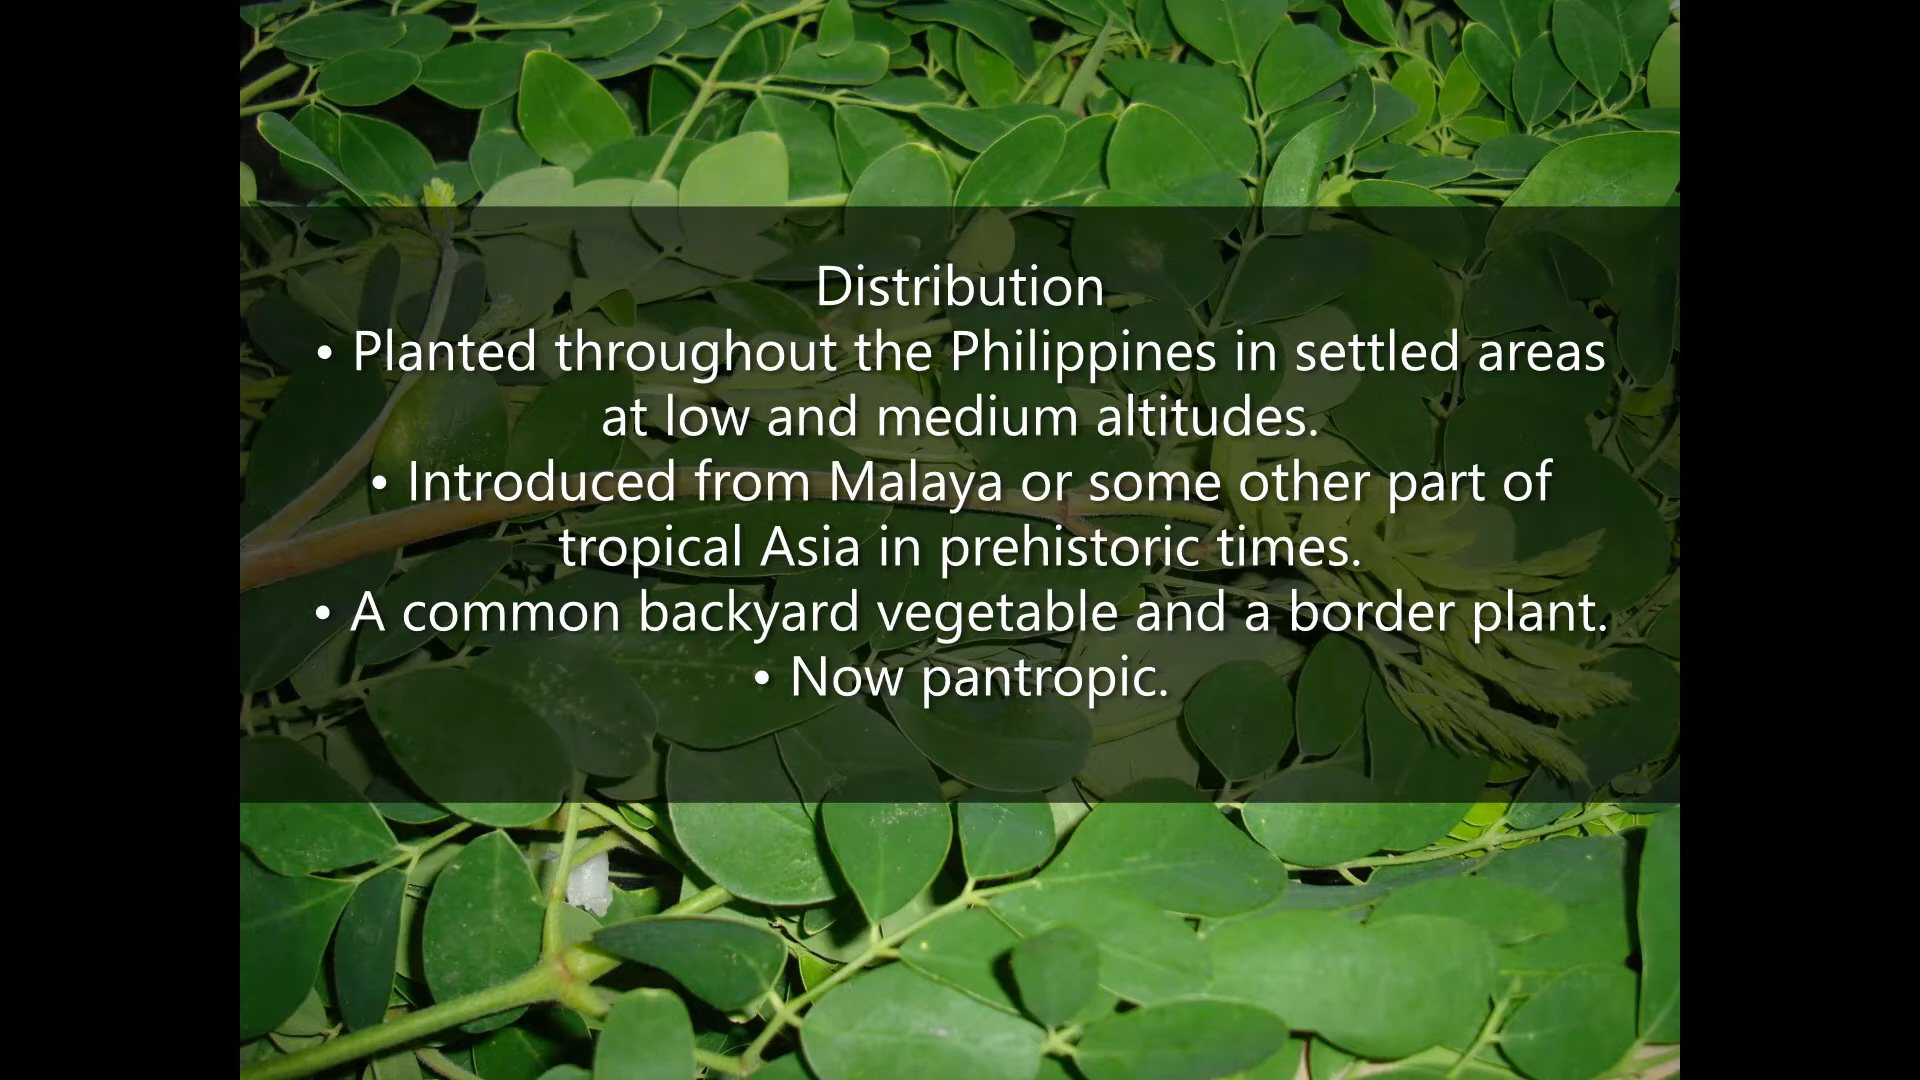 Distribution
• Planted throughout the Philippines in settled areas
at low and medium altitudes.
• Introduced from Malaya or some other part of
tropical Asia in prehistoric times.
• A common backyard vegetable and a border plant.
• Now pantropic.